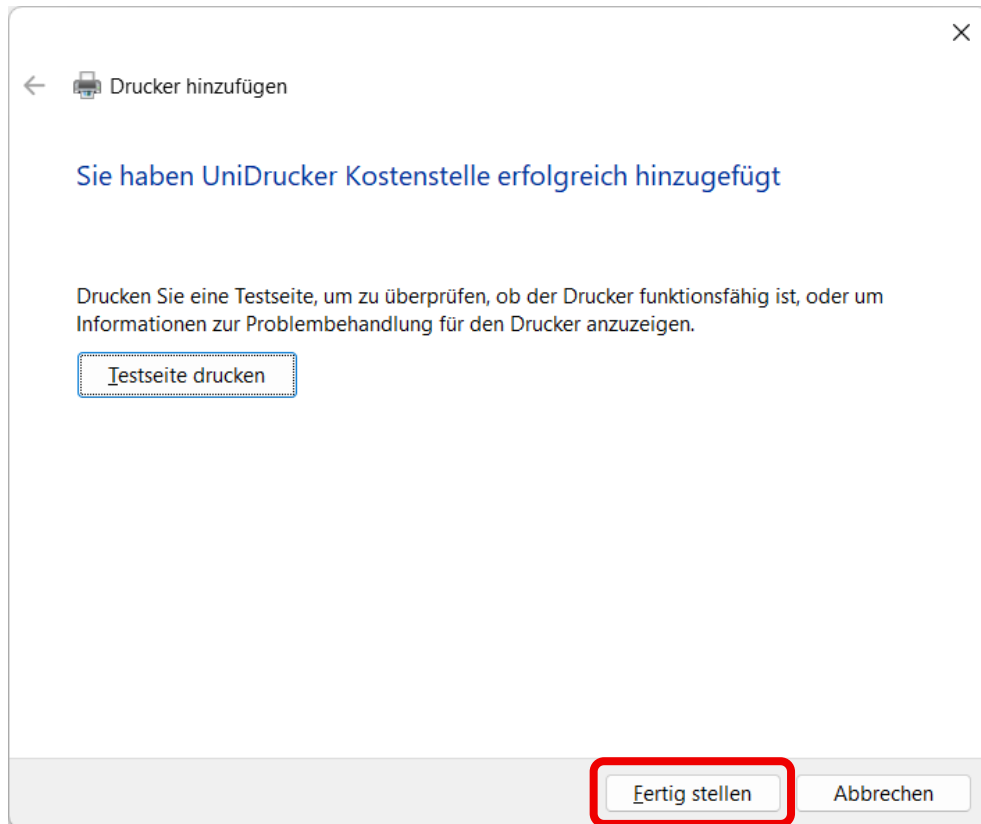 Drucker hinzufügen
Sie haben UniDrucker Kostenstelle erfolgreich hinzugefügt
Drucken Sie eine Testseite, um zu überprüfen, ob der Drucker funktionsfähig ist, oder um
Informationen zur Problembehandlung für den Drucker anzuzeigen.
Testseite drucken
Fertig stellen
Abbrechen